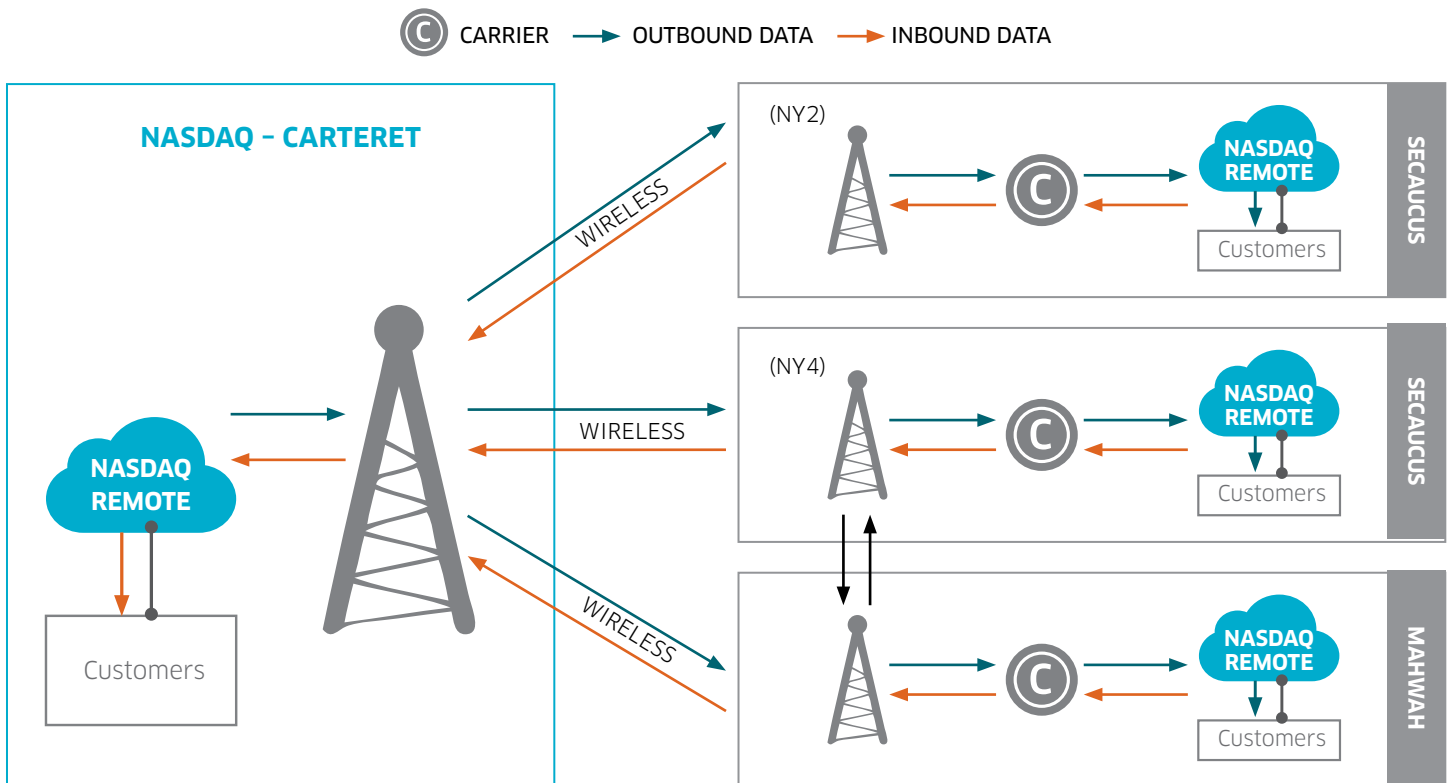 C CARRIER OUTBOUND DATA INBOUND DATA
NASDAQ – CARTERET
NASDAQ
REMOTE
Customers
WIRELESS
WIRELESS
WIRELESS
(NY2)
C
NASDAQ
REMOTE
Customers
SECAUCUS
(NY4)
C
NASDAQ
REMOTE
Customers
SECAUCUS
C
NASDAQ
REMOTE
Customers
MAHWAH